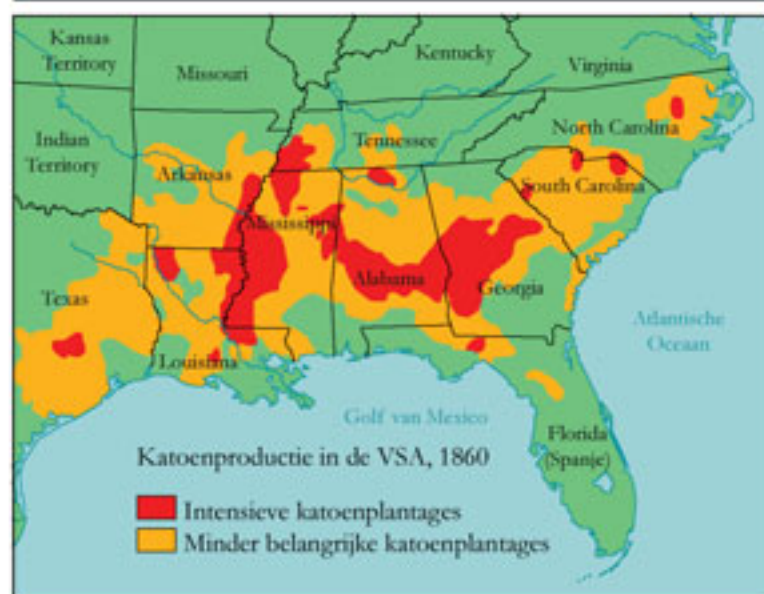 Kansas
Territory
Missouri
Kentucky
Virginia
Indian
Territory
Tennessee
North Carolina
Arkansas
South Carolina
Mississippi
Texas
Alabama
Georgia
Atlantische
Oceaan
Louisiana
Golf van Mexico
Florida
(Spanje)
Katoenproductie in de VSA, 1860
Intensieve katoenplantages
Minder belangrijke katoenplantages